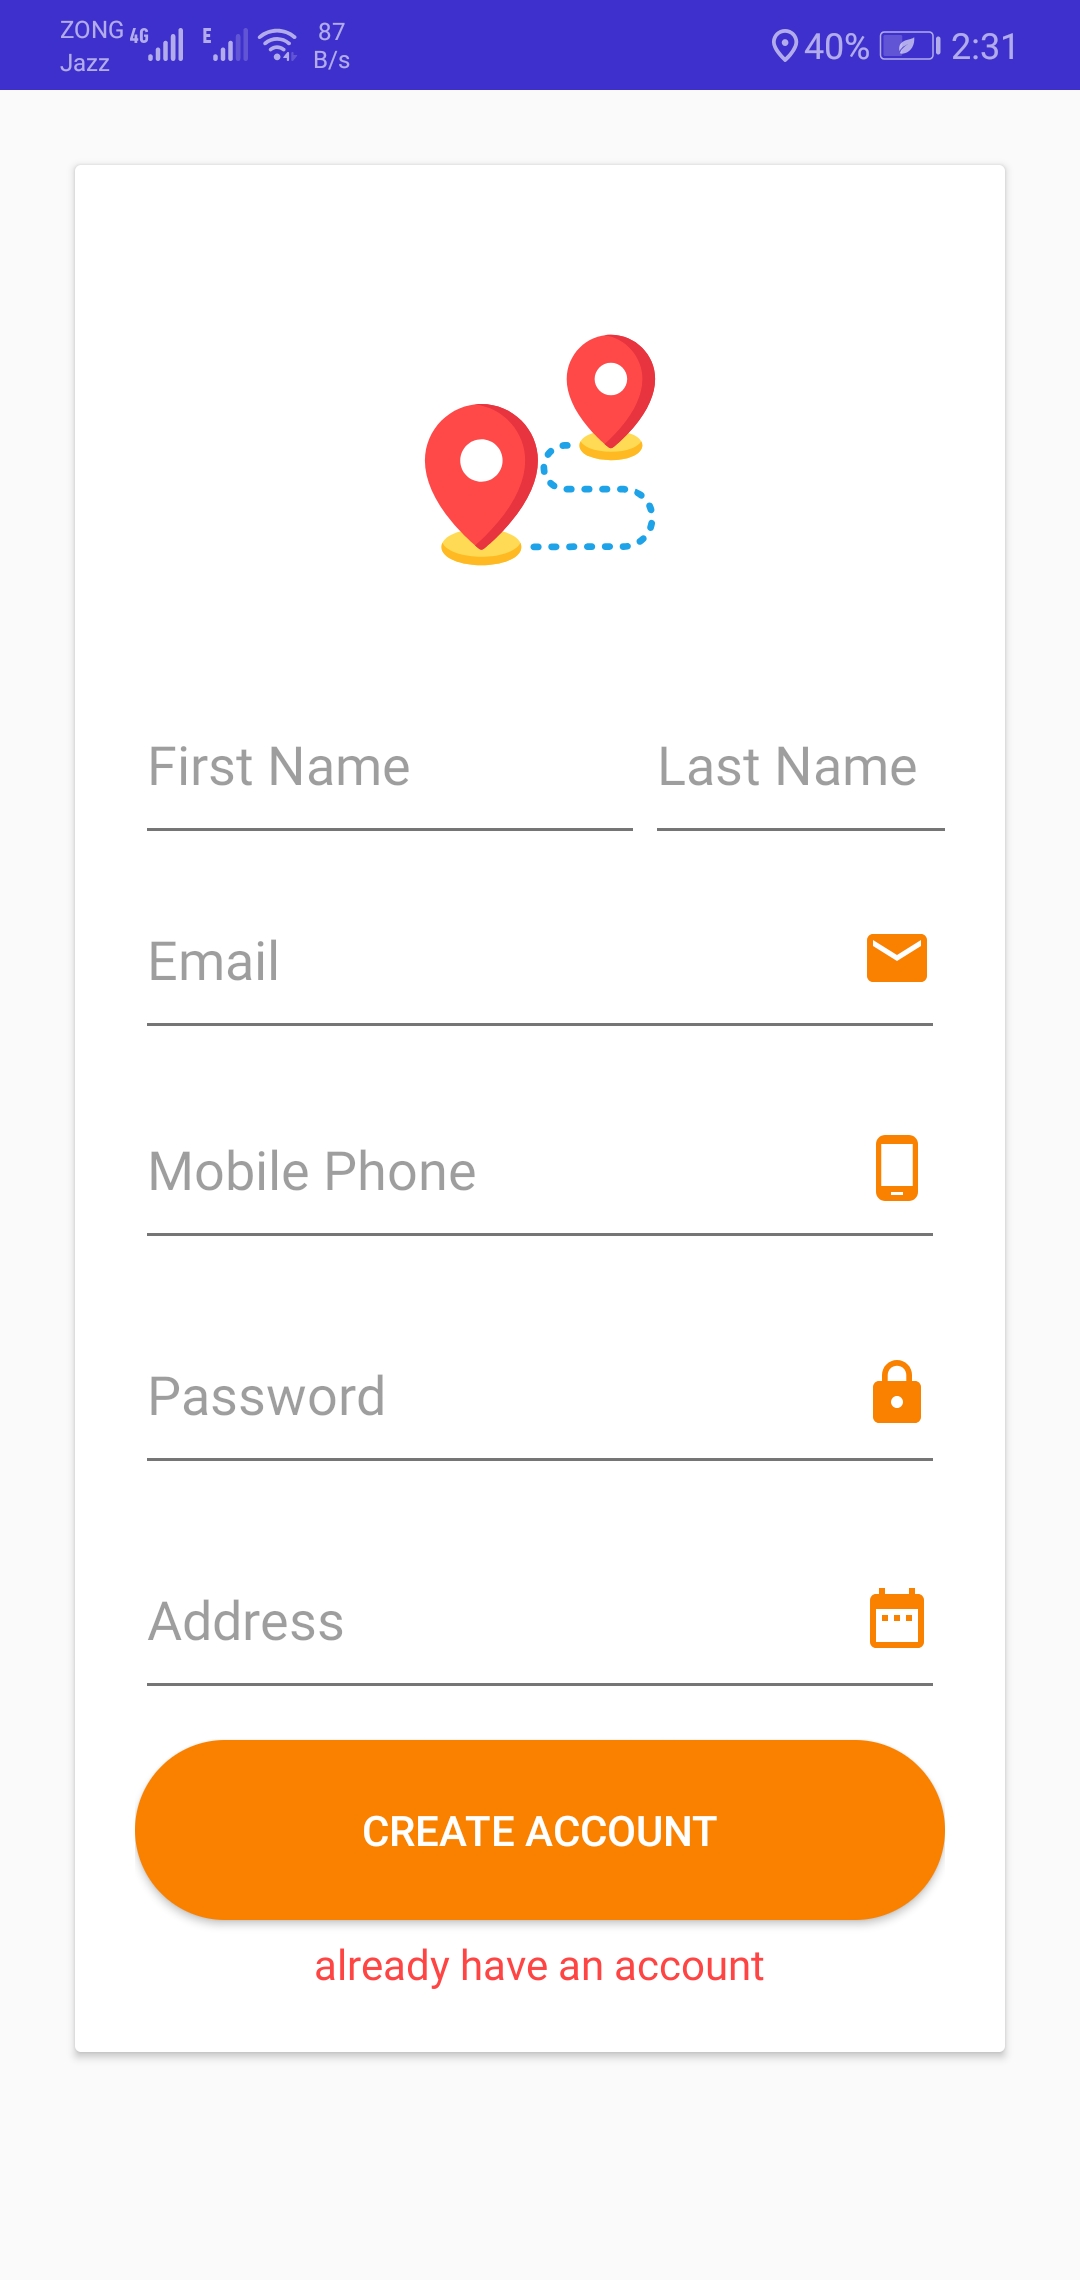 ZONG 4G E 87 40% 2:31
Jazz B/s
First Name Last Name
Email
Mobile Phone
Password
Address
CREATE ACCOUNT
already have an account